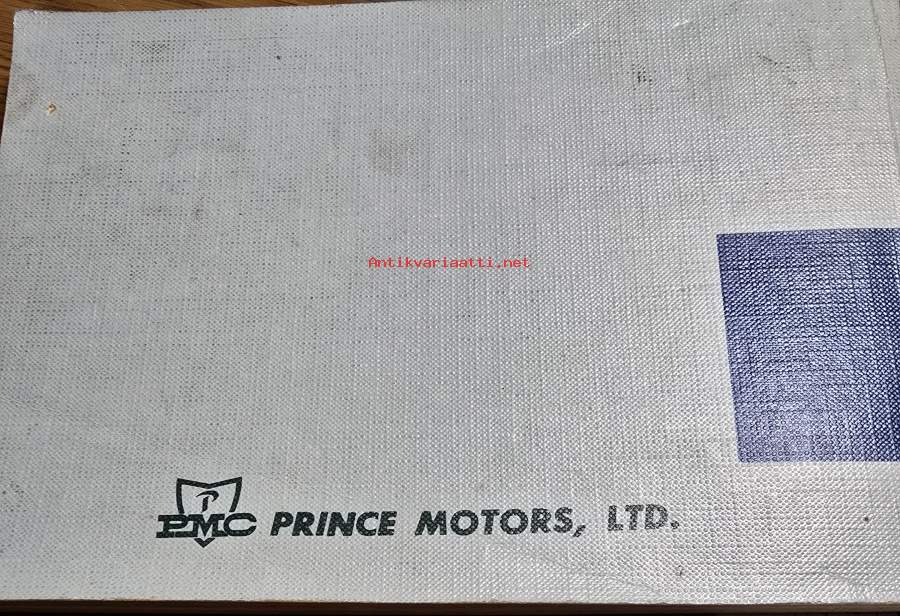 Antikvariaatti.net
P
PMC PRINCE MOTORS, LTD.